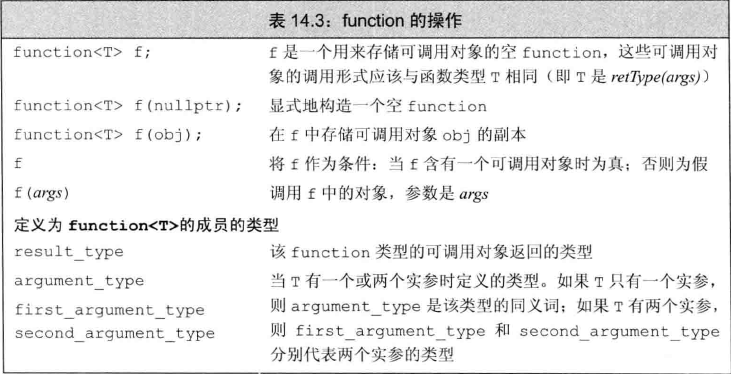 表 14.3：function 的操作
function<T> f; f 是一个用来存储可调用对象的空 function，这些可调用对
象的调用形式应该与函数类型 T 相同（即 T 是 retType(args)）
function<T> f(nullptr); 显式地构造一个空 function
function<T> f(obj); 在 f 中存储可调用对象 obj 的副本
f 将 f 作为条件：当 f 含有一个可调用对象时为真；否则为假
f(args) 调用 f 中的对象，参数是 args
定义为 function<T>的成员的类型
result_type 该 function 类型的可调用对象返回的类型
argument_type 当 T 有一个或两个实参时定义的类型。如果 T 只有一个实参，
first_argument_type 则 argument_type 是该类型的同义词；如果 T 有两个实参，
second_argument_type 则 first_argument_type 和 second_argument_type
分别代表两个实参的类型